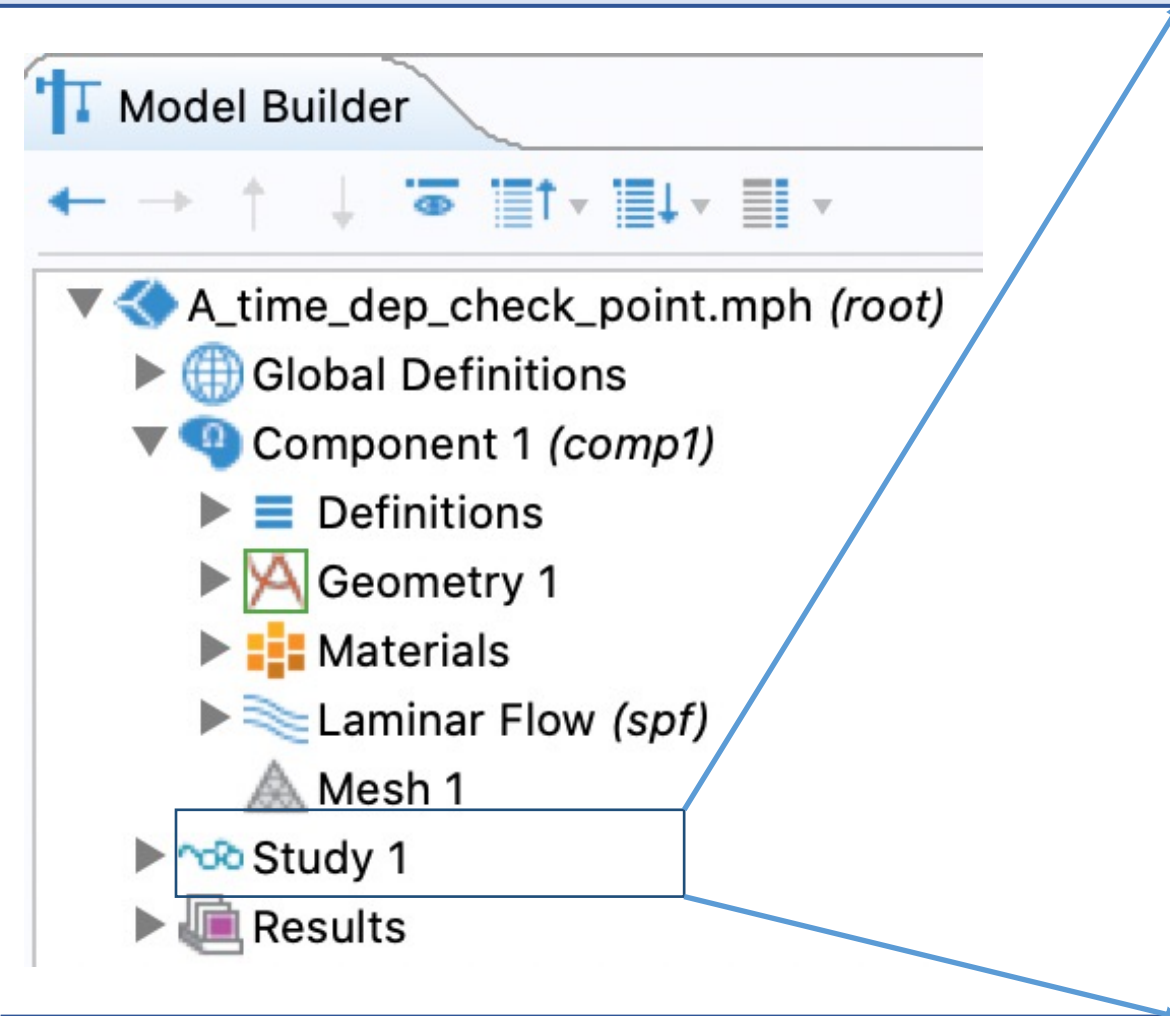 Model Builder
A_time_dep_check_point.mph (root)
Global Definitions
Component 1 (comp1)
Definitions
Geometry 1
Materials
Laminar Flow (spf)
Mesh 1
Study 1
Results